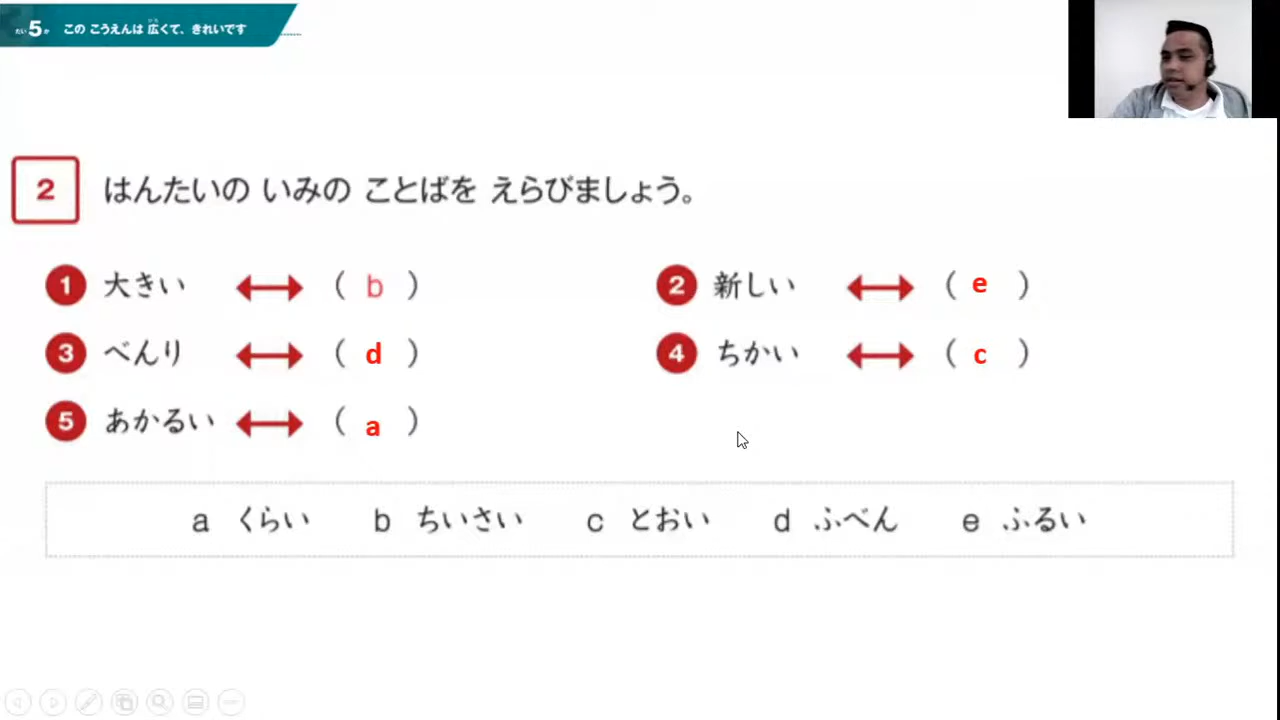 だい5か この こうえんは 広くて、きれいです
2 はんたいの いみの ことばを えらびましょう。
1 大きい ( b ) 2 新しい ( e )
3 べんり ( d ) 4 ちかい ( c )
5 あかるい ( a )
a くらい b ちいさい c とおい d ふべん e ふるい